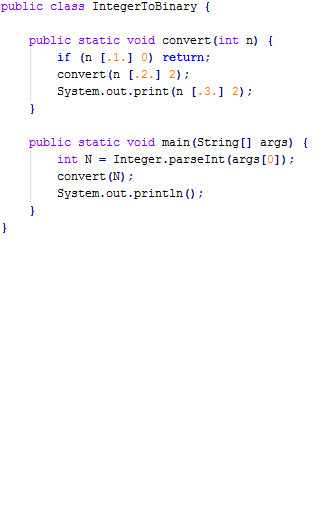 public class IntegerToBinary {
public static void convert(int n) {
if (n [.1.] 0) return;
convert(n [.2.] 2);
System.out.print(n [.3.] 2);
}
public static void main(String[] args) {
int N = Integer.parseInt(args[0]);
convert(N);
System.out.println();
}
}